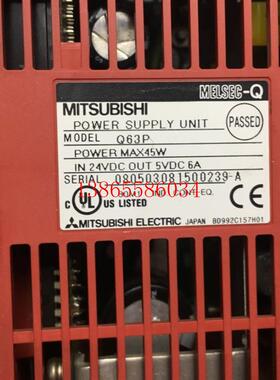 MELSEC-Q
MITSUBISHI
PASSED
POWER SUPPLY UNIT
MODEL Q63P
POWER MAX45W
IN 24VDC OUT 5VDC 6A
SERIAL 080503081500239-A
13865586034
EQ.
C UL US LISTED CE
MITSUBISHI ELECTRIC JAPAN BD992C157H01